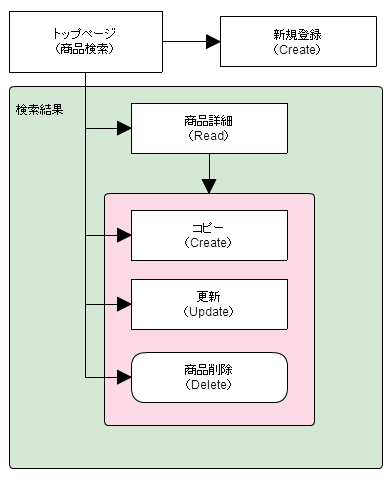 トップページ
（商品検索）
新規登録
（Create）
検索結果
商品詳細
（Read）
コピー
（Create）
更新
（Update）
商品削除
（Delete）